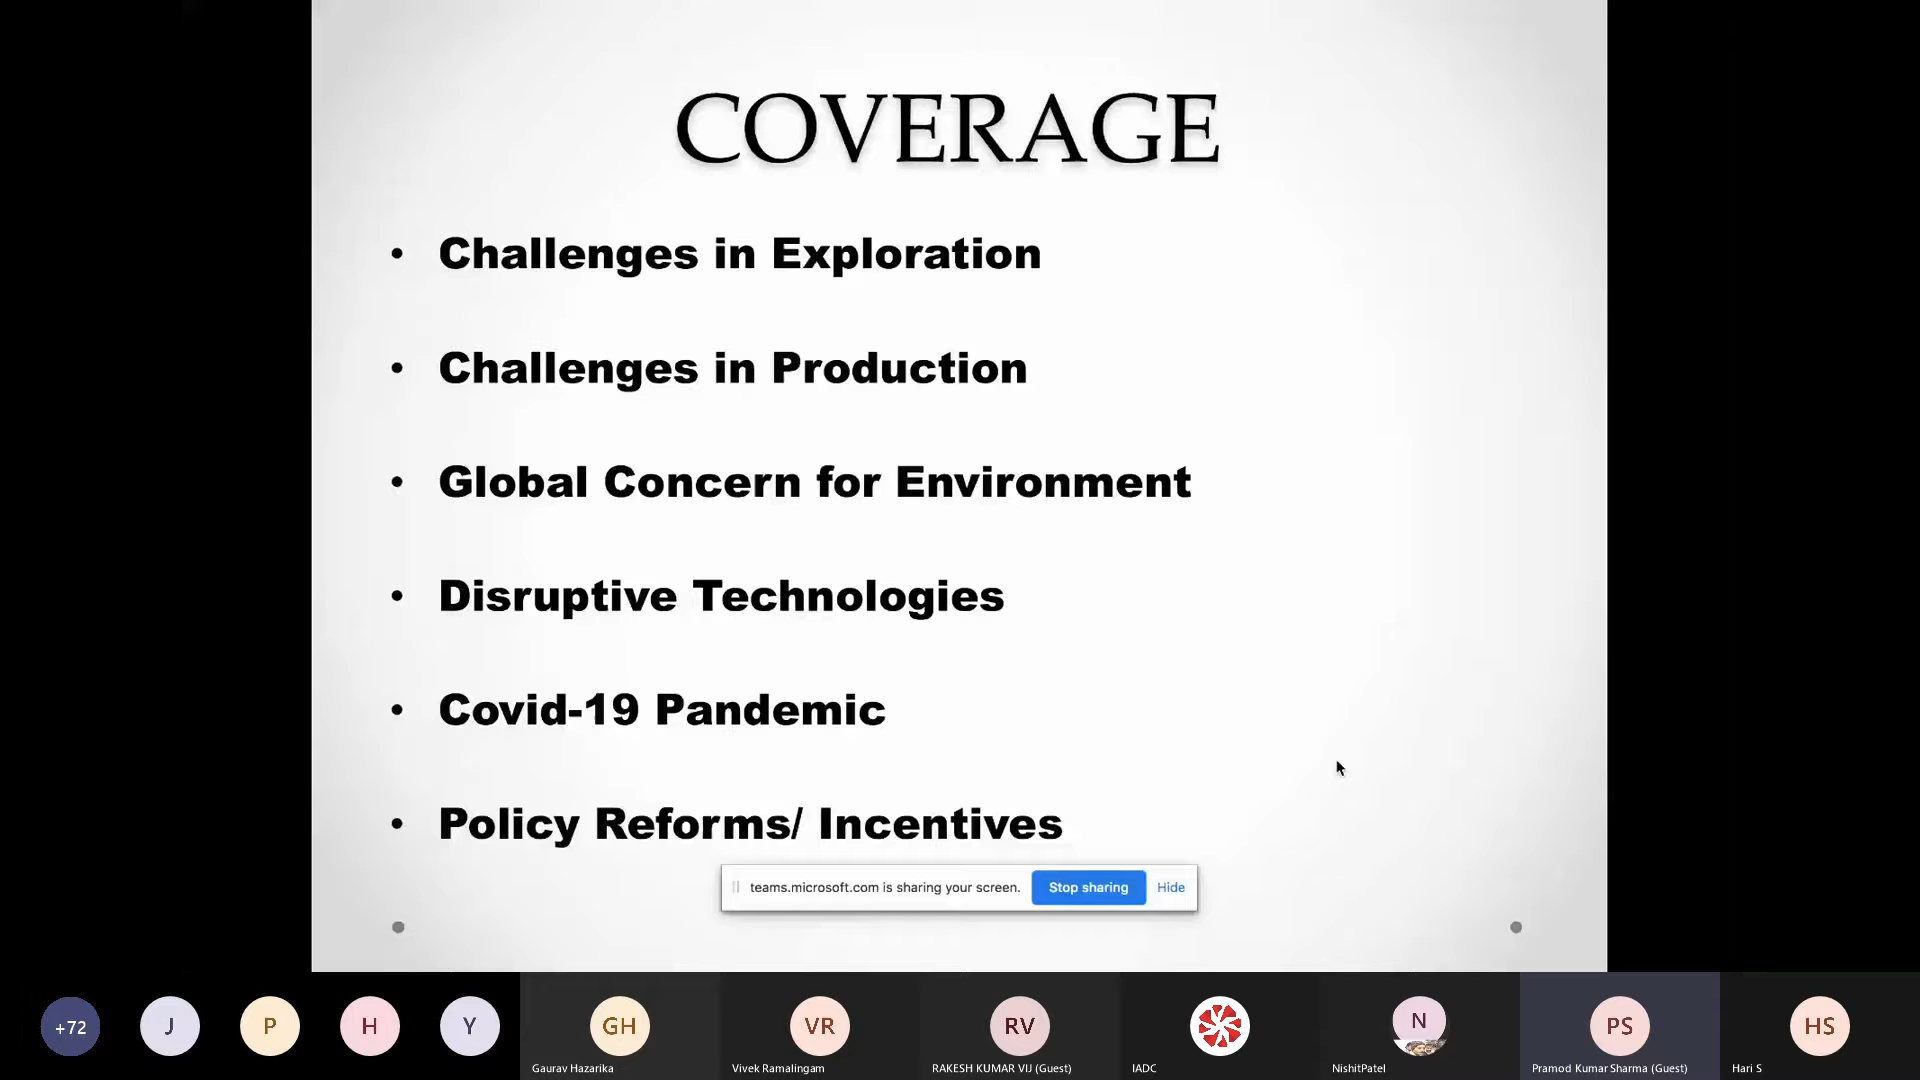 COVERAGE
• Challenges in Exploration
• Challenges in Production
• Global Concern for Environment
• Disruptive Technologies
• Covid-19 Pandemic
• Policy Reforms/ Incentives
teams.microsoft.com is sharing your screen. Stop sharing Hide
+72 J P H Y GH VR RV N PS HS
Gaurav Hazarika Vivek Ramalingam RAKESH KUMAR VIJ (Guest) IADC NishitPatel Pramod Kumar Sharma (Guest) Hari S